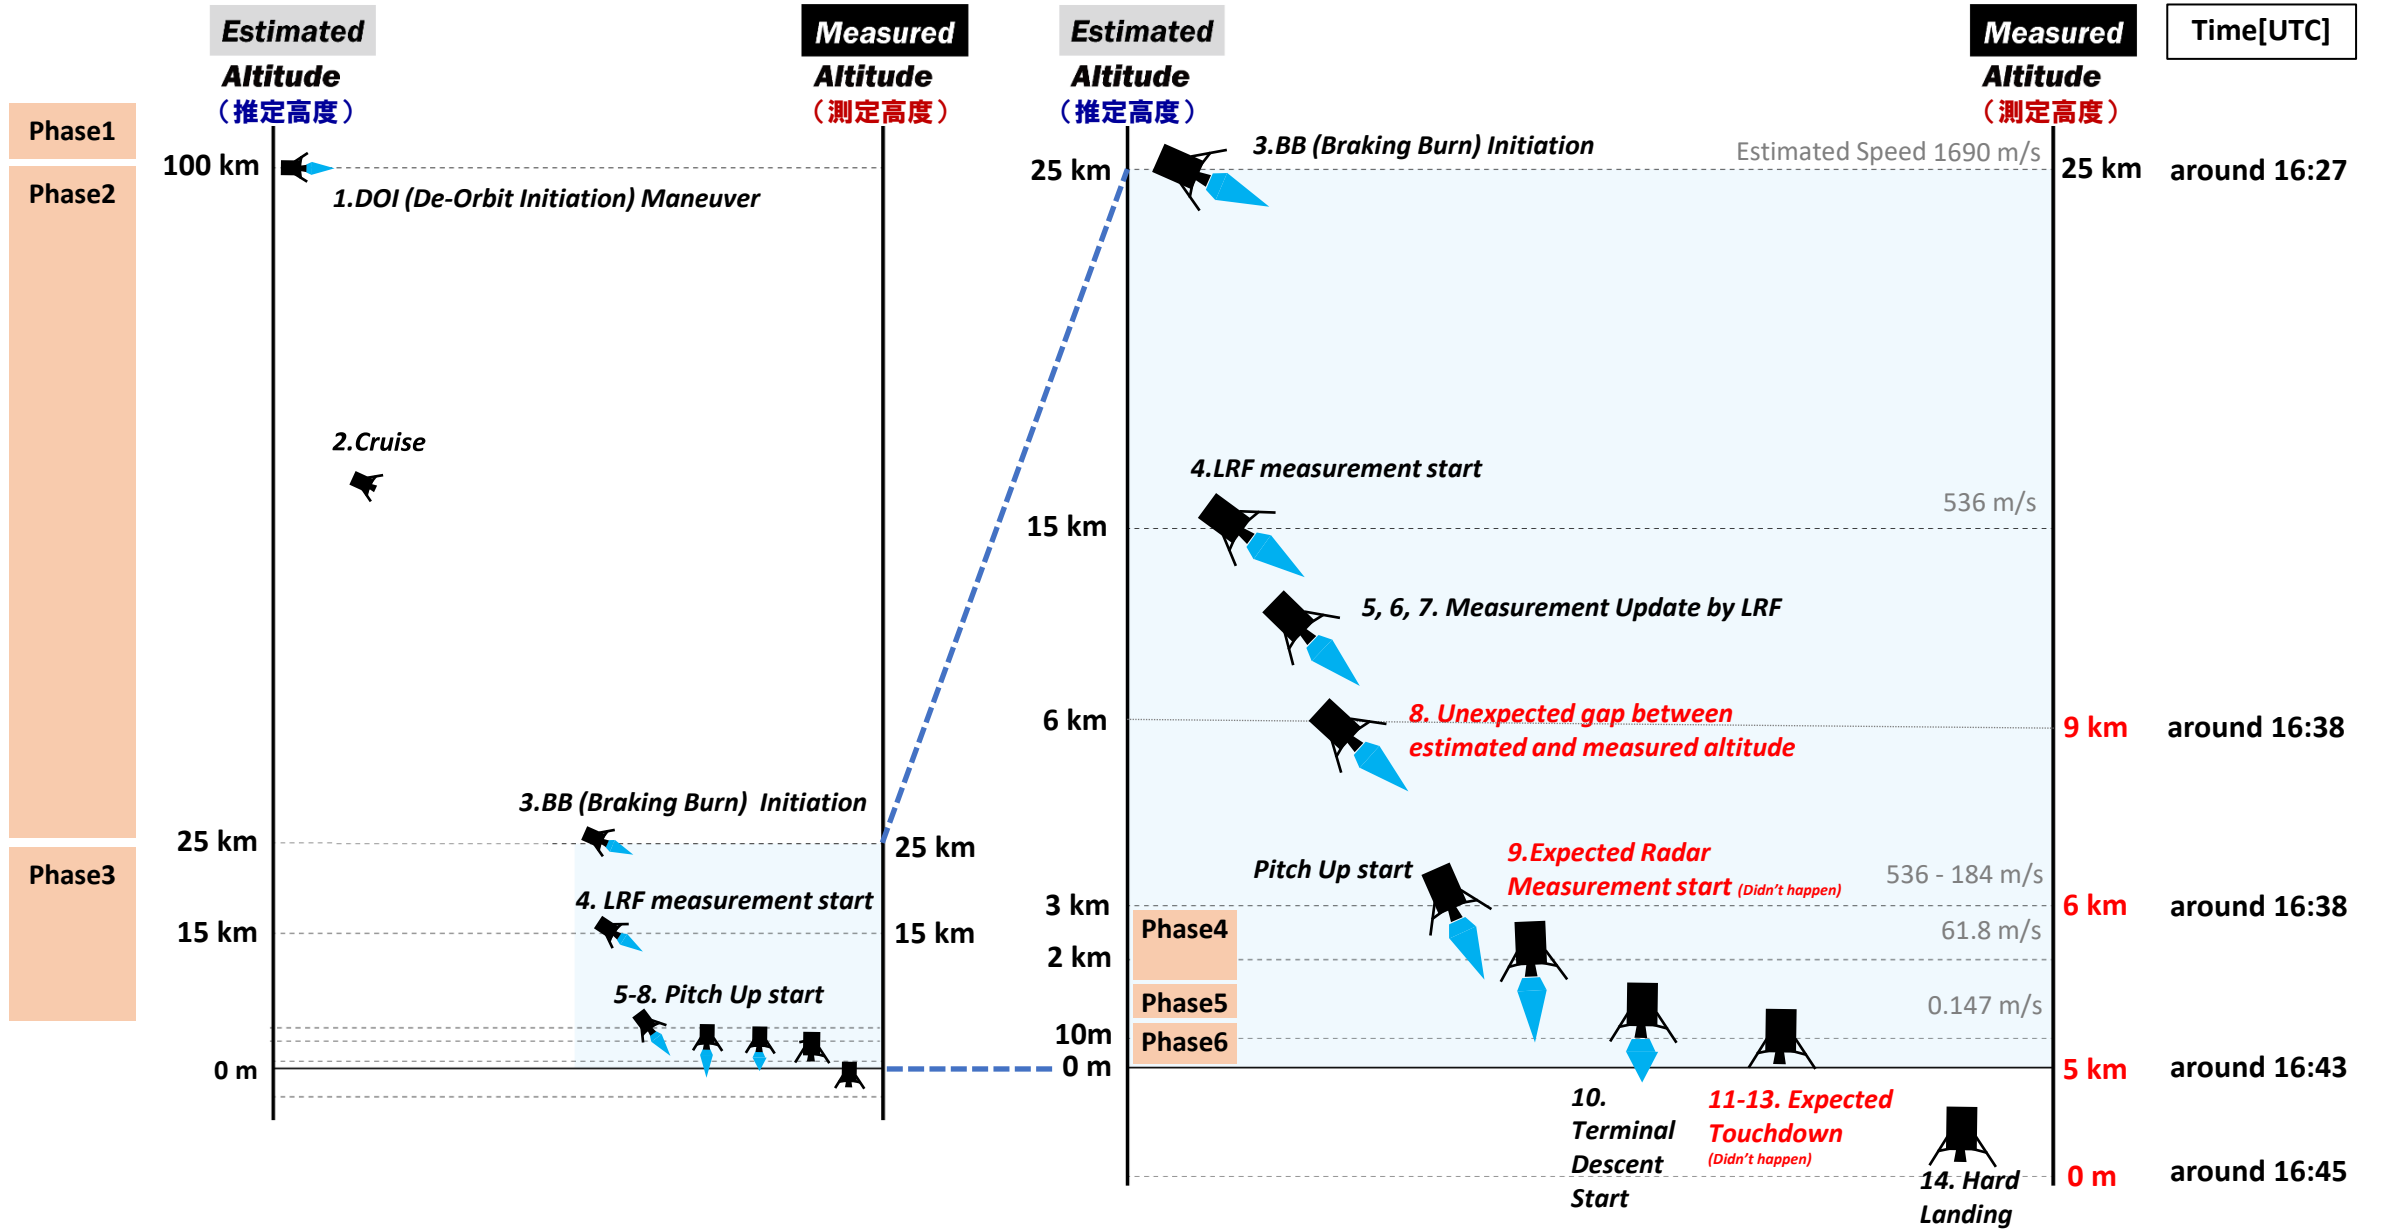 Estimated
Altitude
（推定高度）
Measured
Altitude
（測定高度）
Estimated
Altitude
（推定高度）
Measured
Altitude
（測定高度）
Time[UTC]
Phase1
Phase2
Phase3
100 km
1.DOI (De-Orbit Initiation) Maneuver
2.Cruise
3.BB (Braking Burn) Initiation
25 km
25 km
4. LRF measurement start
15 km
15 km
5-8. Pitch Up start
0 m
3.BB (Braking Burn) Initiation
Estimated Speed 1690 m/s
25 km
25 km
around 16:27
4.LRF measurement start
536 m/s
15 km
5, 6, 7. Measurement Update by LRF
6 km
8. Unexpected gap between
estimated and measured altitude
9 km
around 16:38
Pitch Up start
9.Expected Radar
Measurement start (Didn't happen)
536 - 184 m/s
3 km
6 km
around 16:38
Phase4
61.8 m/s
2 km
Phase5
0.147 m/s
10m
Phase6
0 m
5 km
around 16:43
10.
Terminal
Descent
Start
11-13. Expected
Touchdown
(Didn't happen)
14. Hard
Landing
0 m
around 16:45